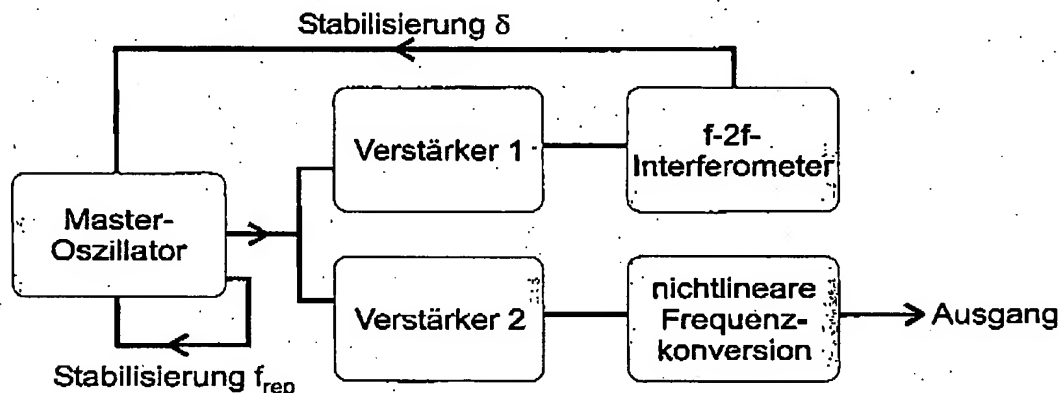 Stabilisierung δ
Verstärker 1
f-2f-
Interferometer
Master-
Oszillator
Verstärker 2
nichtlineare
Frequenz-
konversion
Ausgang
Stabilisierung f_rep